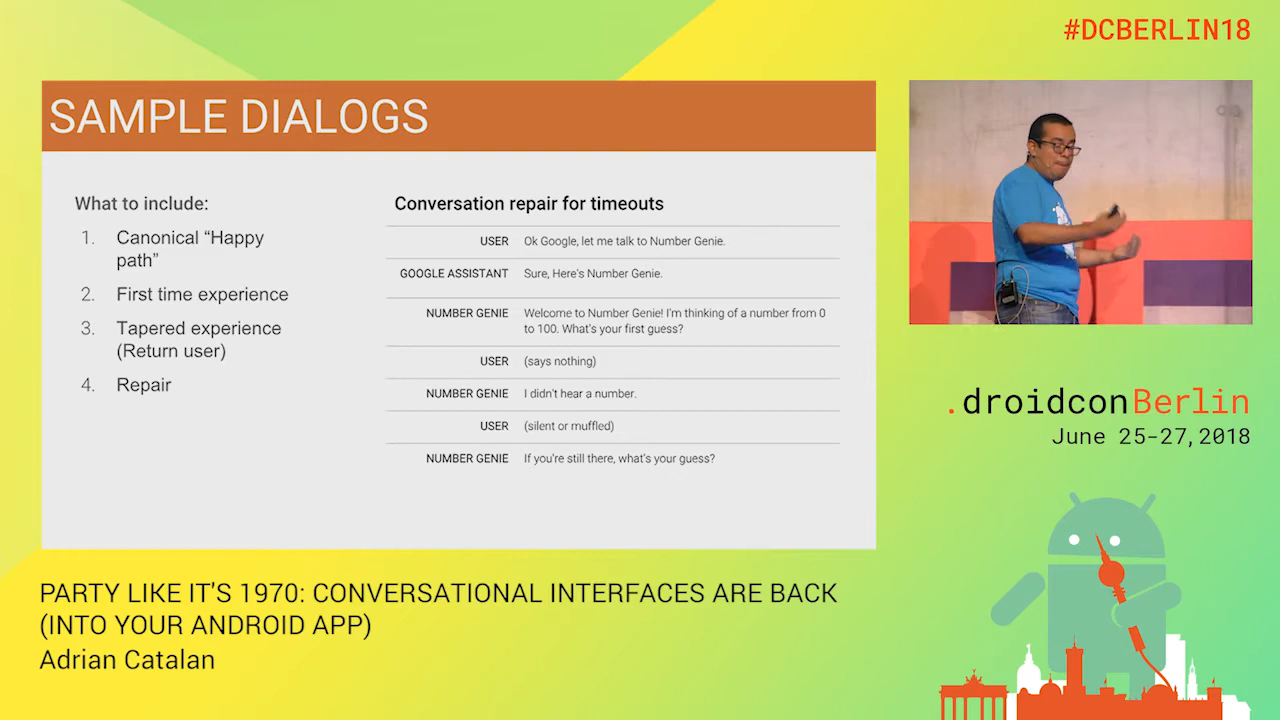 #DCBERLIN18
SAMPLE DIALOGS
What to include:
1. Canonical “Happy
path”
2. First time experience
3. Tapered experience
(Return user)
4. Repair
Conversation repair for timeouts
USER Ok Google, let me talk to Number Genie.
GOOGLE ASSISTANT Sure, Here's Number Genie.
NUMBER GENIE Welcome to Number Genie! I'm thinking of a number from 0
to 100. What's your first guess?
USER (says nothing)
NUMBER GENIE I didn't hear a number.
USER (silent or muffled)
NUMBER GENIE If you're still there, what's your guess?
.droidconBerlin
June 25-27,2018
PARTY LIKE IT'S 1970: CONVERSATIONAL INTERFACES ARE BACK
(INTO YOUR ANDROID APP)
Adrian Catalan